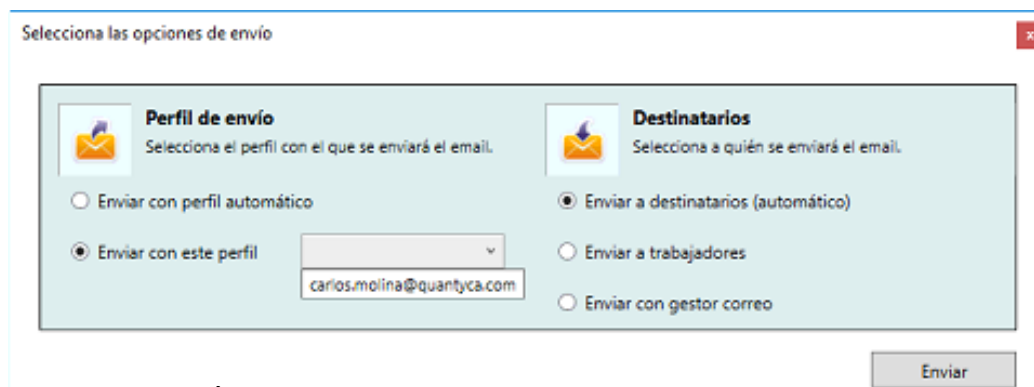 Selecciona las opciones de envío
x
Perfil de envío
Selecciona el perfil con el que se enviará el email.
Enviar con perfil automático
Enviar con este perfil
carlos.molina@quantyca.com
Destinatarios
Selecciona a quién se enviará el email.
Enviar a destinatarios (automático)
Enviar a trabajadores
Enviar con gestor correo
Enviar